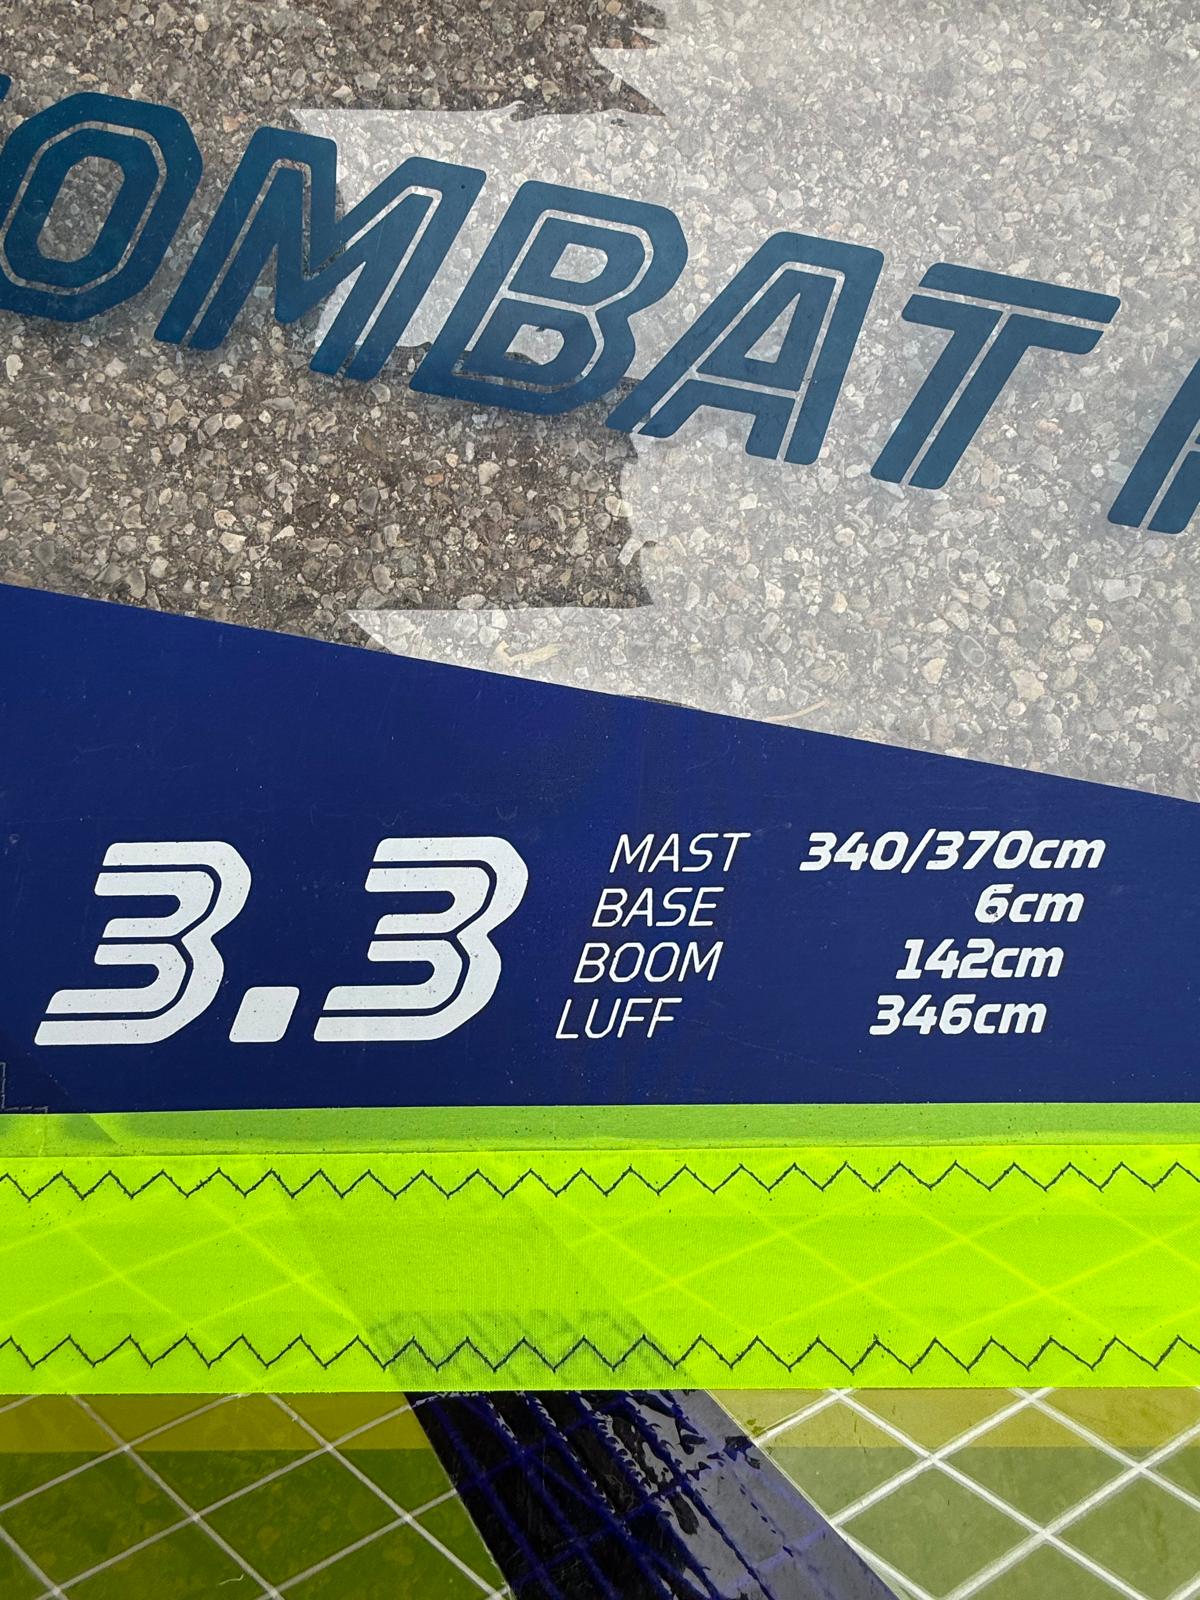 OMBAT
3.3
MAST 340/370cm
BASE 6cm
BOOM 142cm
LUFF 346cm